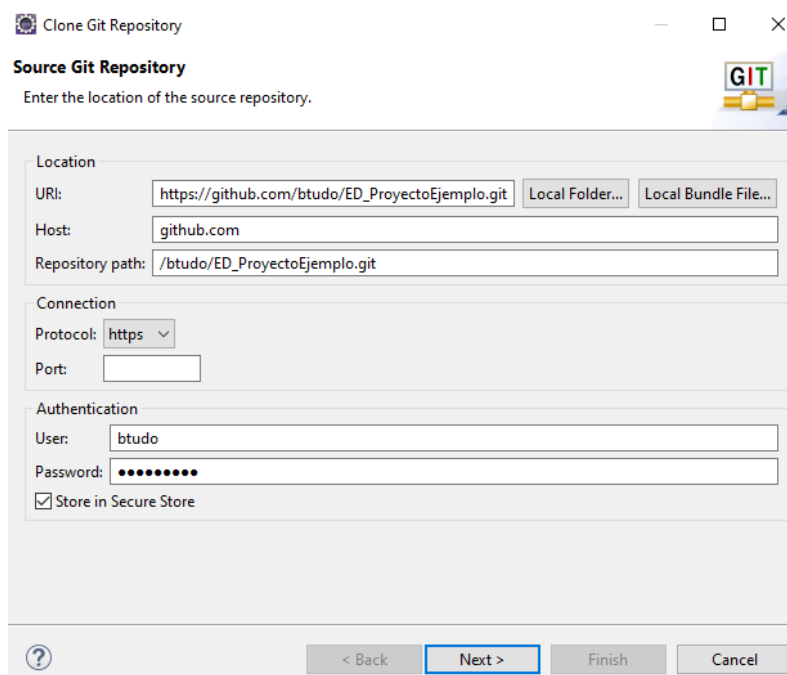 Clone Git Repository
Source Git Repository
Enter the location of the source repository.
GIT
Location
URI: https://github.com/btudo/ED_ProyectoEjemplo.git Local Folder... Local Bundle File...
Host: github.com
Repository path: /btudo/ED_ProyectoEjemplo.git
Connection
Protocol: https
Port:
Authentication
User: btudo
Password: •••••••••
Store in Secure Store
? < Back Next > Finish Cancel